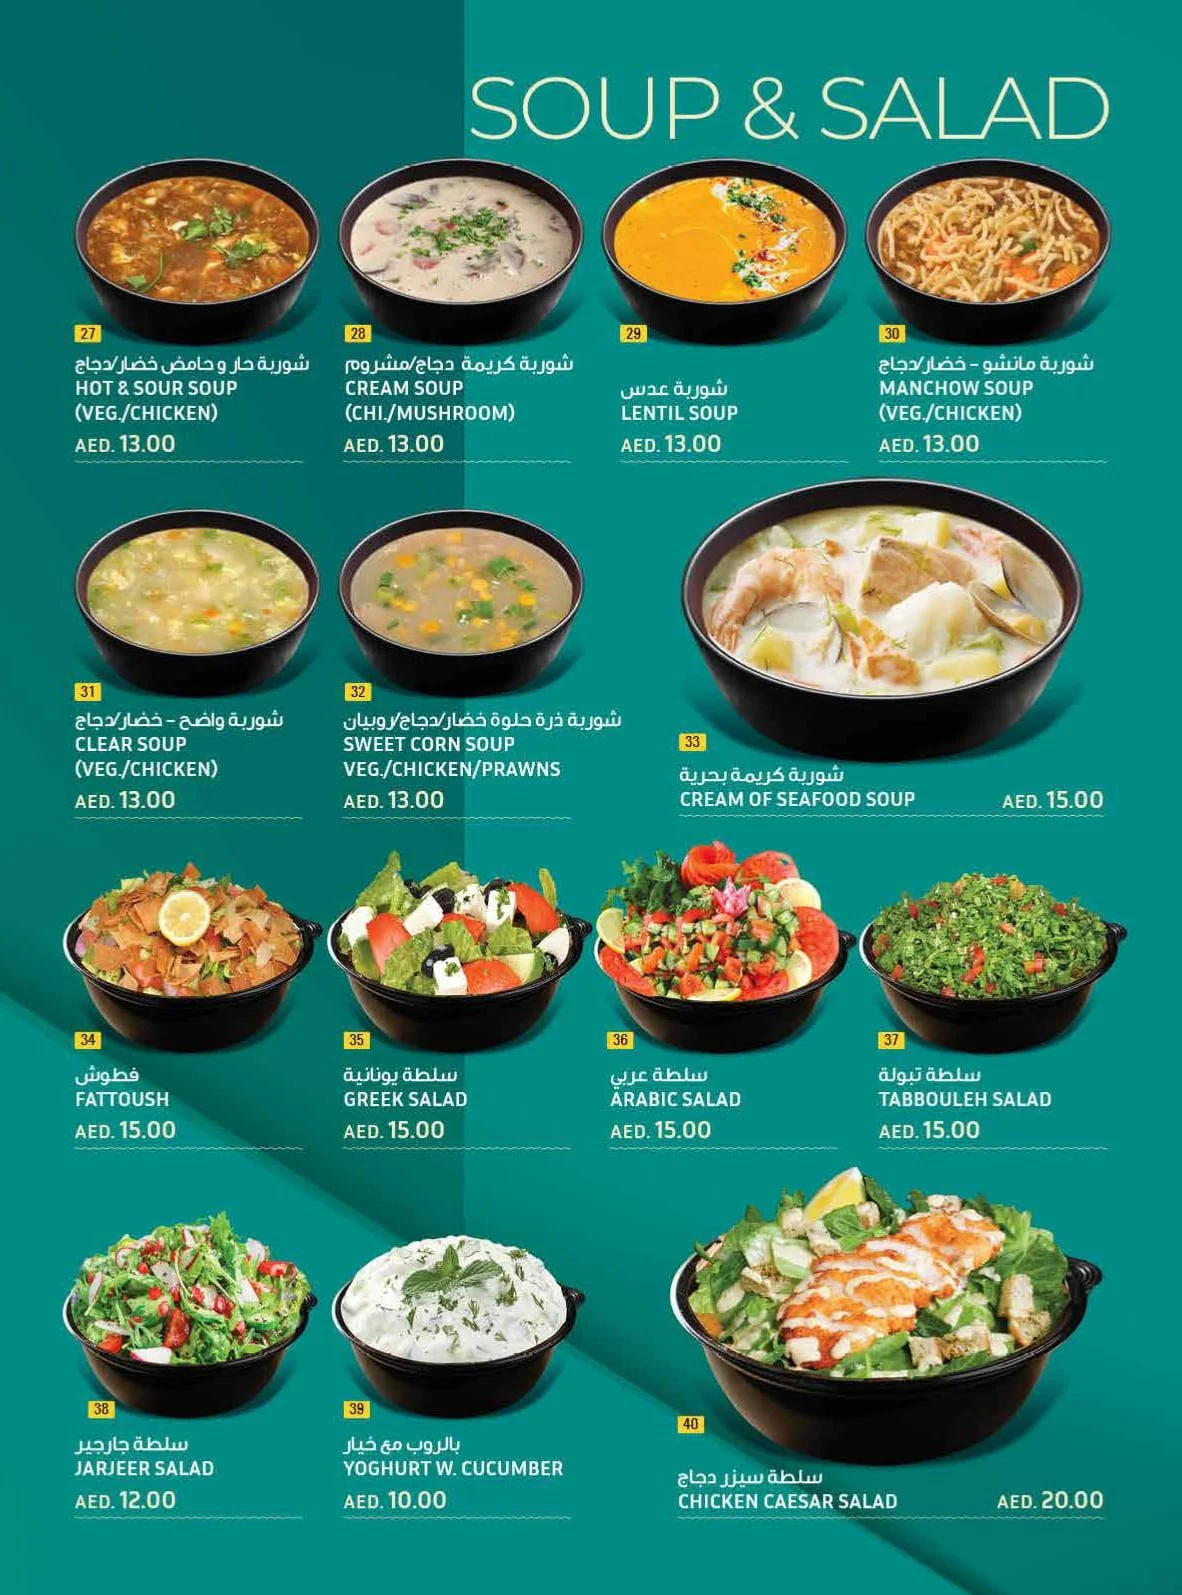 SOUP & SALAD
27
شوربة حار و حامض خضار/دجاج
HOT & SOUR SOUP
(VEG./CHICKEN)
AED. 13.00
28
شوربة كريمة دجاج/مشروم
CREAM SOUP
(CHI./MUSHROOM)
AED. 13.00
29
شوربة عدس
LENTIL SOUP
AED. 13.00
30
شوربة مانشو - خضار/دجاج
MANCHOW SOUP
(VEG./CHICKEN)
AED. 13.00
31
شوربة واضح - خضار/دجاج
CLEAR SOUP
(VEG./CHICKEN)
AED. 13.00
32
شوربة ذرة حلوة خضار/دجاج/روبيان
SWEET CORN SOUP
VEG./CHICKEN/PRAWNS
AED. 13.00
33
شوربة كريمة بحرية
CREAM OF SEAFOOD SOUP
AED. 15.00
34
فطوش
FATTOUSH
AED. 15.00
35
سلطة يونانية
GREEK SALAD
AED. 15.00
36
سلطة عربي
ARABIC SALAD
AED. 15.00
37
سلطة تبولة
TABBOULEH SALAD
AED. 15.00
38
سلطة جارجير
JARJEER SALAD
AED. 12.00
39
بالروب مع خيار
YOGHURT W. CUCUMBER
AED. 10.00
40
سلطة سيزر دجاج
CHICKEN CAESAR SALAD
AED. 20.00